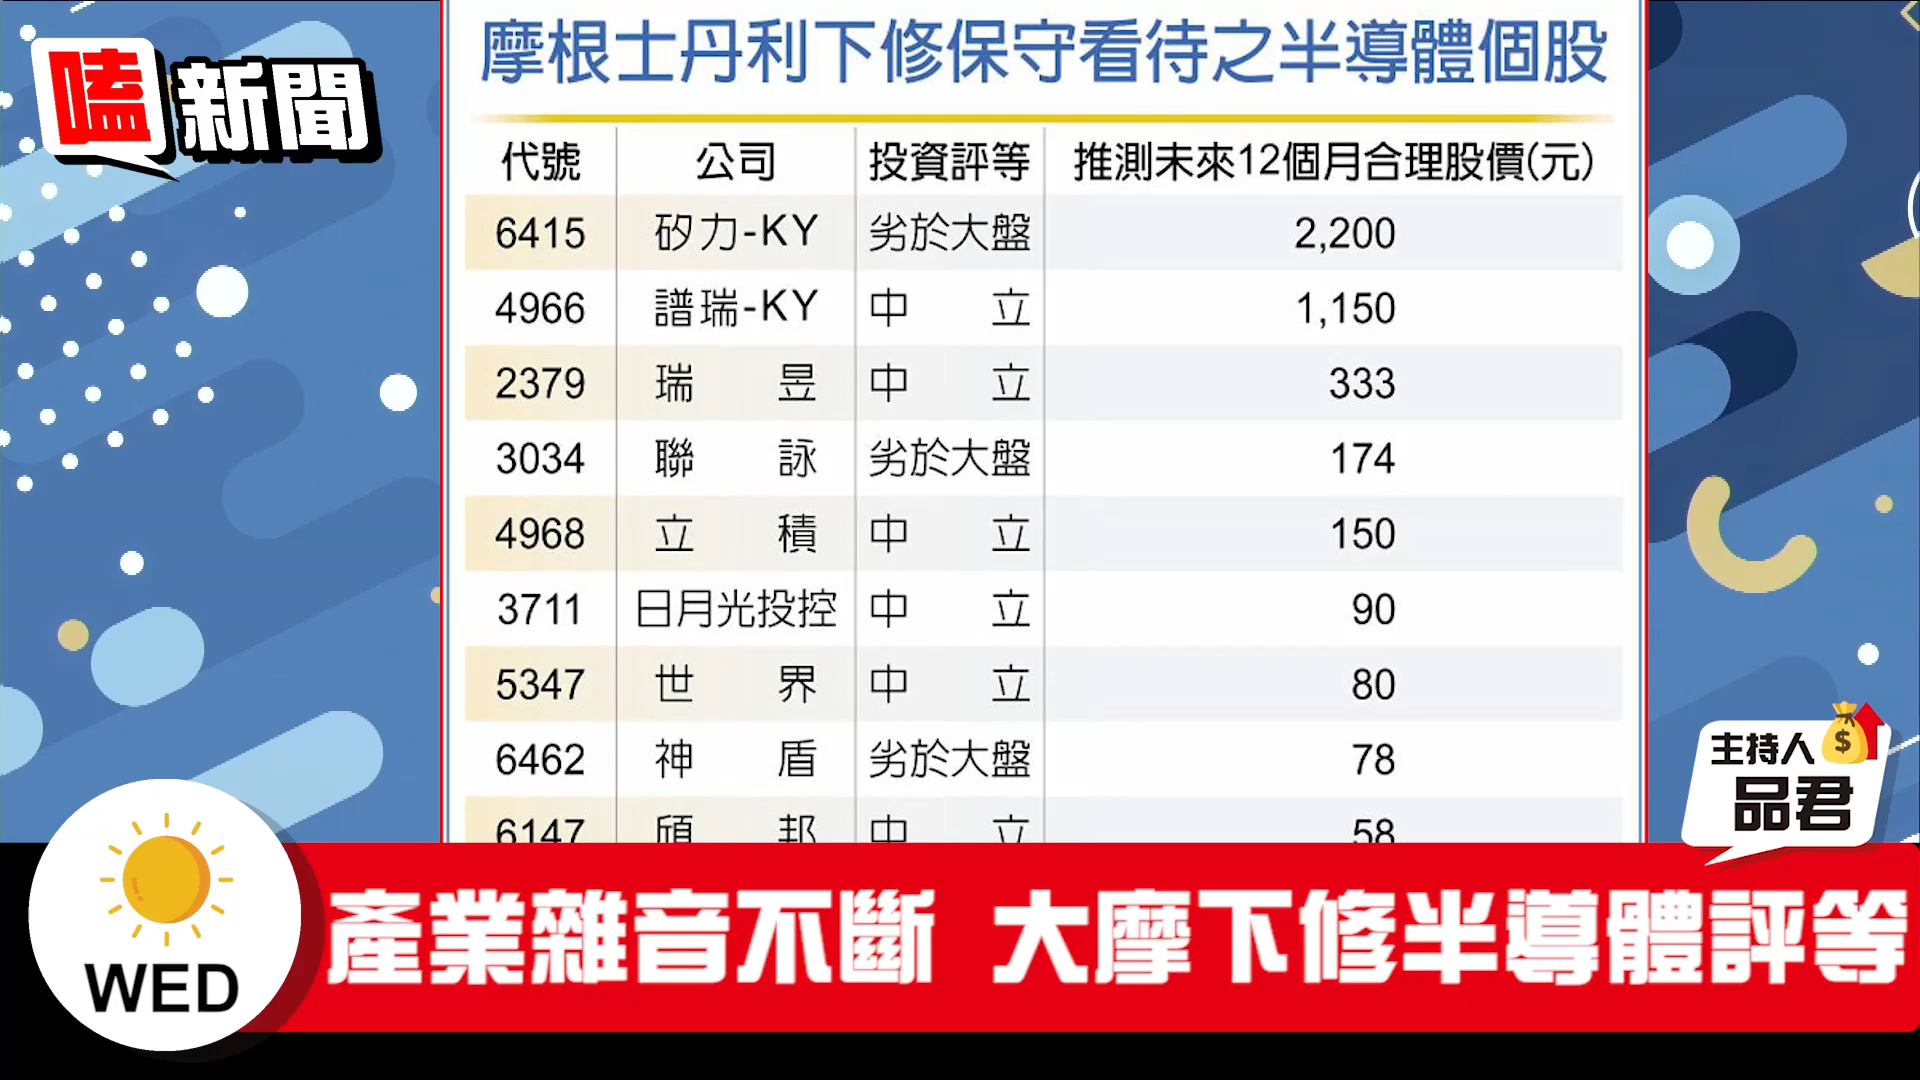 嗑新聞
摩根士丹利下修保守看待之半導體個股
代號 公司 投資評等 推測未來12個月合理股價(元)
6415 矽力-KY 劣於大盤 2,200
4966 譜瑞-KY 中立 1,150
2379 瑞昱 中立 333
3034 聯詠 劣於大盤 174
4968 立積 中立 150
3711 日月光投控 中立 90
5347 世界 中立 80
6462 神盾 劣於大盤 78
6147 頎邦 中立 58
主持人
品君
$
WED
產業雜音不斷 大摩下修半導體評等